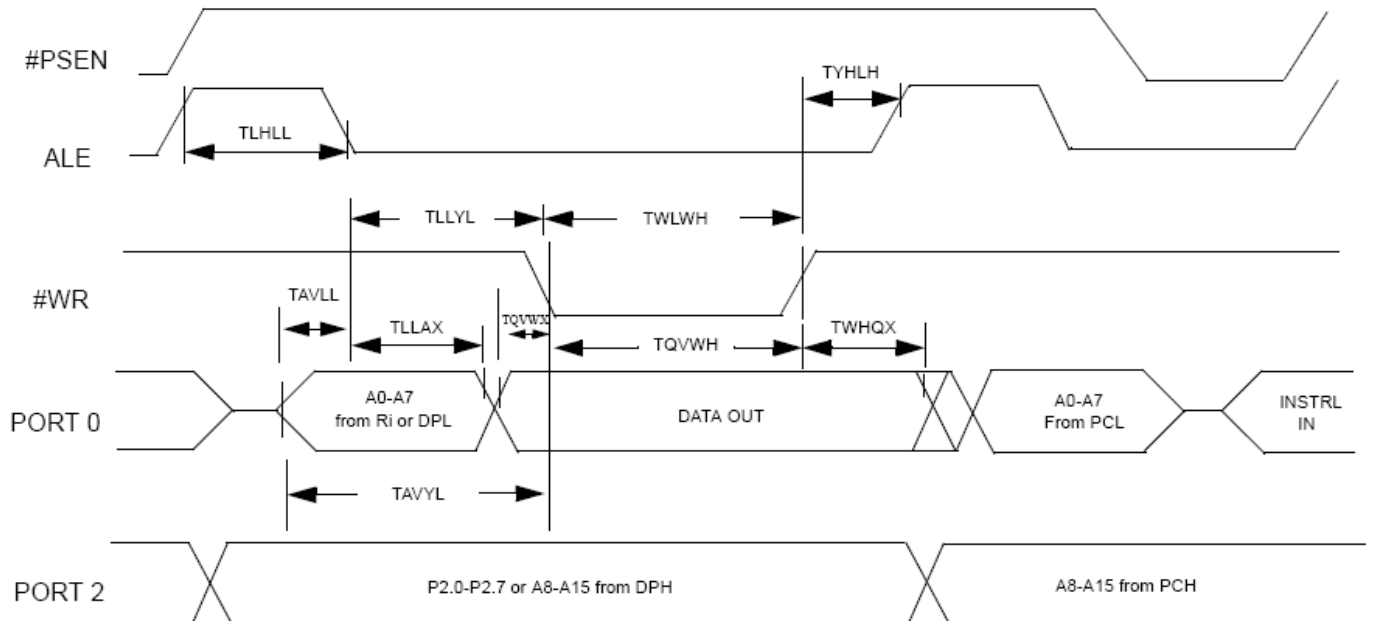 #PSEN
TYHLH
TLHLL
ALE
TLLYL
TWLWH
#WR
TAVLL
TQVWX
TLLAX
TQVWH
TWHQX
PORT 0
A0-A7
from Ri or DPL
DATA OUT
A0-A7
From PCL
INSTRL
IN
TAVYL
PORT 2
P2.0-P2.7 or A8-A15 from DPH
A8-A15 from PCH